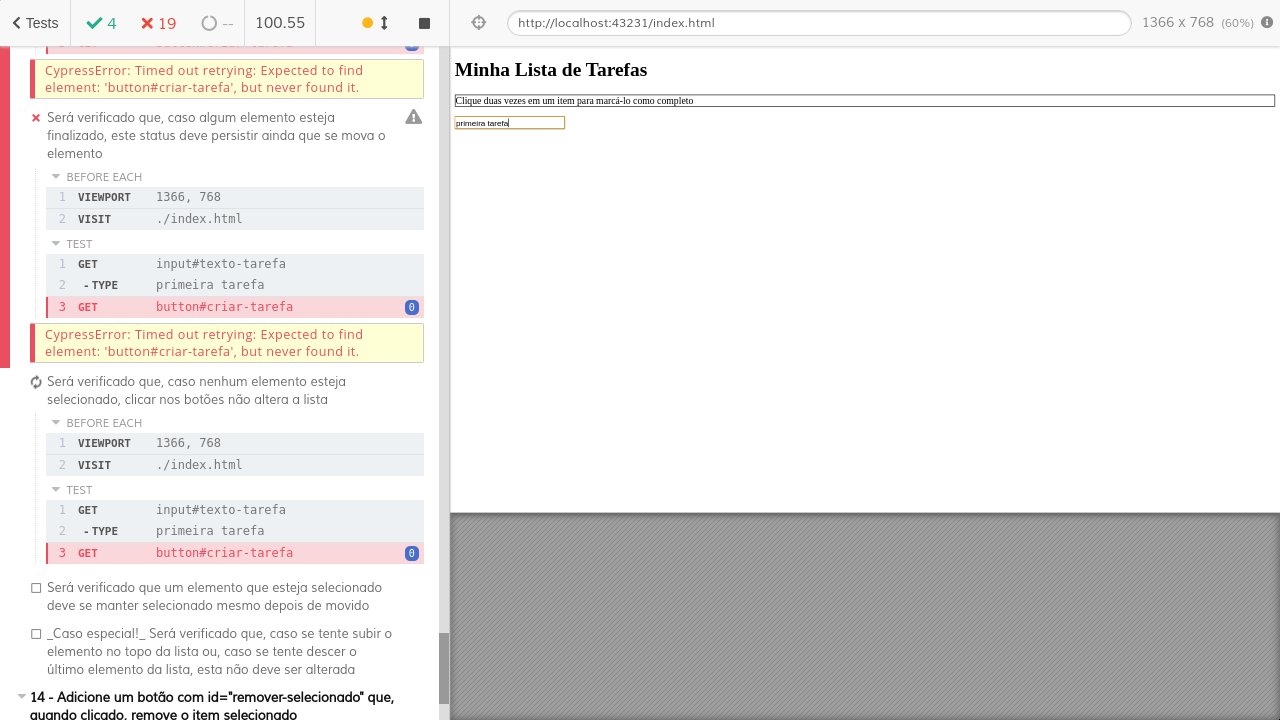 Tests
4
19
--
100.55
http://localhost:43231/index.html
1366 x 768 (60%)
CypressError: Timed out retrying: Expected to find
element: 'button#criar-tarefa', but never found it.
Será verificado que, caso algum elemento esteja
finalizado, este status deve persistir ainda que se mova o
elemento
BEFORE EACH
1 VIEWPORT 1366, 768
2 VISIT ./index.html
TEST
1 GET input#texto-tarefa
2 -TYPE primeira tarefa
3 GET button#criar-tarefa 0
CypressError: Timed out retrying: Expected to find
element: 'button#criar-tarefa', but never found it.
Será verificado que, caso nenhum elemento esteja
selecionado, clicar nos botões não altera a lista
BEFORE EACH
1 VIEWPORT 1366, 768
2 VISIT ./index.html
TEST
1 GET input#texto-tarefa
2 -TYPE primeira tarefa
3 GET button#criar-tarefa 0
Será verificado que um elemento que esteja selecionado
deve se manter selecionado mesmo depois de movido
_Caso especial!_ Será verificado que, caso se tente subir o
elemento no topo da lista ou, caso se tente descer o
último elemento da lista, esta não deve ser alterada
14 - Adicione um botão com id="remover-selecionado" que,
quando clicado, remove o item selecionado
Minha Lista de Tarefas
Clique duas vezes em um item para marcá-lo como completo
primeira tarefa